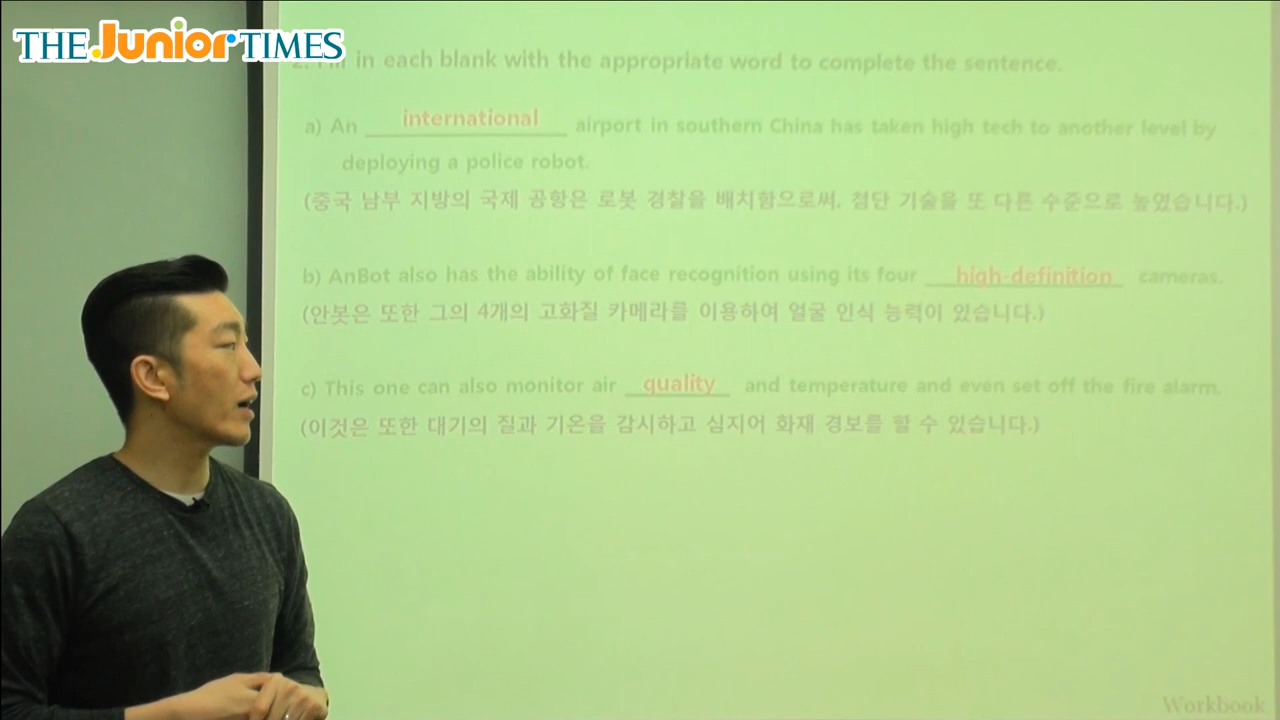 THE Junior TIMES
in each blank with the appropriate word to complete the sentence.
a) An international airport in southern China has taken high tech to another level by
deploying a police robot.
(중국 남부 지방의 국제 공항은 로봇 경찰을 배치함으로써, 첨단 기술을 또 다른 수준으로 높였습니다.)
b) AnBot also has the ability of face recognition using its four high-definition cameras.
(안봇은 또한 그의 4개의 고화질 카메라를 이용하여 얼굴 인식 능력이 있습니다.)
c) This one can also monitor air quality and temperature and even set off the fire alarm.
(이것은 또한 대기의 질과 기온을 감시하고 심지어 화재 경보를 할 수 있습니다.)
Workbook